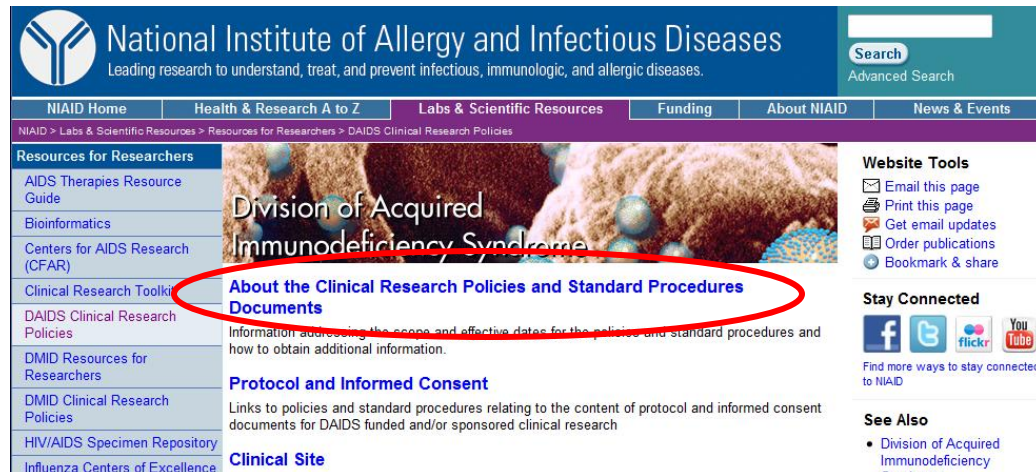 National Institute of Allergy and Infectious Diseases
Leading research to understand, treat, and prevent infectious, immunologic, and allergic diseases.
Search
Advanced Search
NIAID Home
Health & Research A to Z
Labs & Scientific Resources
Funding
About NIAID
News & Events
NIAID > Labs & Scientific Resources > Resources for Researchers > DAIDS Clinical Research Policies
Resources for Researchers
AIDS Therapies Resource
Guide
Bioinformatics
Centers for AIDS Research
(CFAR)
Clinical Research Toolkit
DAIDS Clinical Research
Policies
DMID Resources for
Researchers
DMID Clinical Research
Policies
HIV/AIDS Specimen Repository
Influenza Centers of Excellence
Division of Acquired
Immunodeficiency Syndrome
About the Clinical Research Policies and Standard Procedures
Documents
Information addressing the scope and effective dates for the policies and standard procedures and
how to obtain additional information.
Protocol and Informed Consent
Links to policies and standard procedures relating to the content of protocol and informed consent
documents for DAIDS funded and/or sponsored clinical research
Clinical Site
Website Tools
Email this page
Print this page
Get email updates
Order publications
Bookmark & share
Stay Connected
f
flickr
You
Tube
Find more ways to stay connected
to NIAID
See Also
• Division of Acquired
Immunodeficiency